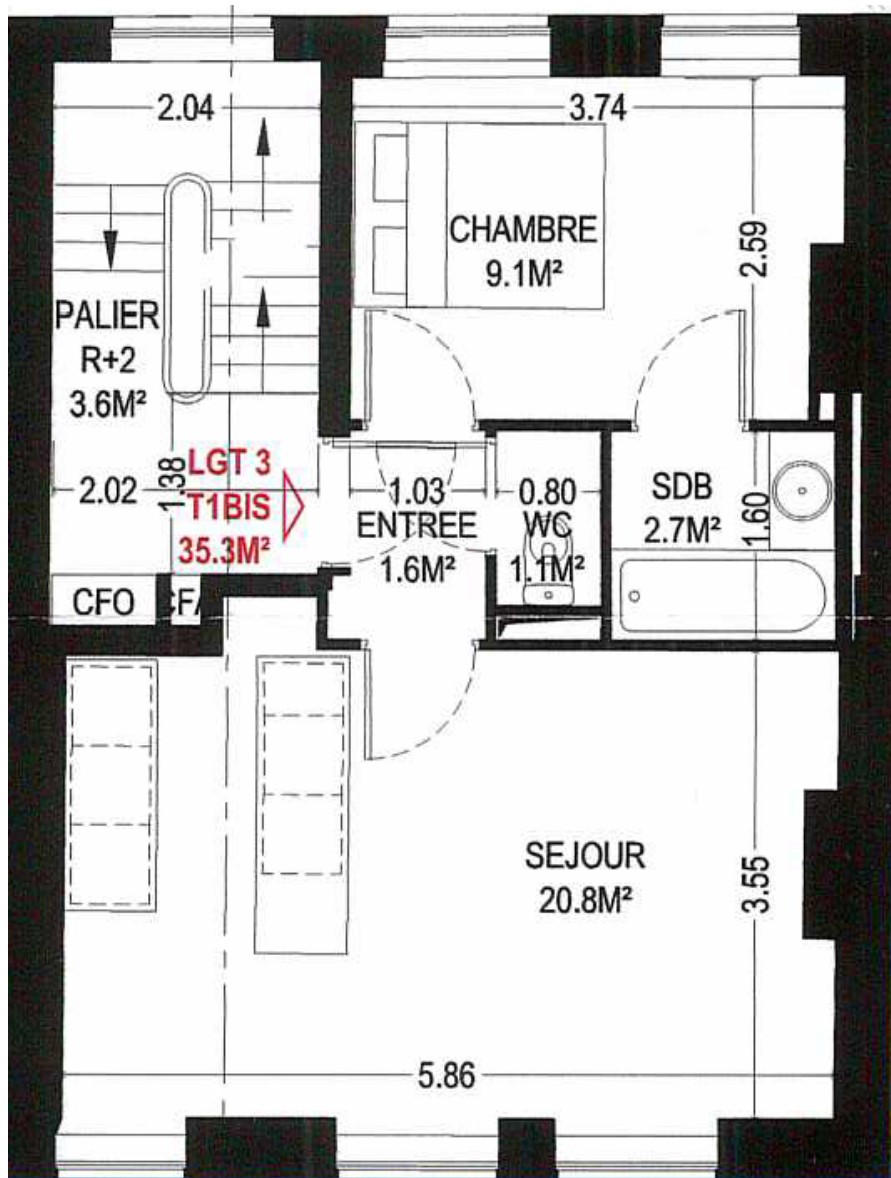 2.04
3.74
CHAMBRE
9.1M²
2.59
PALIER
R+2
3.6M²
2.02
1.38
LGT 3
T1BIS
35.3M²
1.03
ENTREE
1.6M²
0.80
WC
1.1M²
SDB
2.7M²
1.60
CFO
CFA
SEJOUR
20.8M²
3.55
5.86